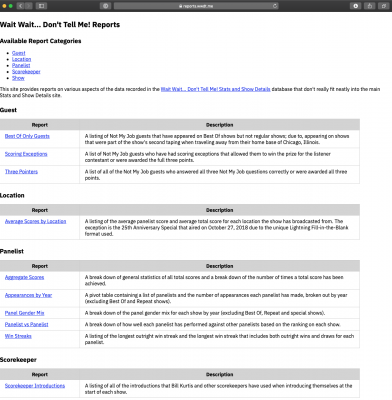 reports.wwdt.me
Wait Wait... Don't Tell Me! Reports
Available Report Categories
Guest
Location
Panelist
Scorekeeper
Show
This site provides reports on various aspects of the data recorded in the Wait Wait... Don't Tell Me! Stats and Show Details database that don't really fit neatly into the main
Stats and Show Details site.
Guest
Report Description
Best Of Only Guests A listing of Not My Job guests that have appeared on Best Of shows but not regular shows; due to, appearing on shows
that were part of the show's second taping when traveling away from their home base of Chicago, Illinois.
Scoring Exceptions A list of Not My Job guests who have had scoring exceptions that allowed them to win the prize for the listener
contestant or were awarded the full three points.
Three Pointers A list of all of the Not My Job guests who answered all three Not My Job questions correctly or were awarded all three
points.
Location
Report Description
Average Scores by Location A listing of the average panelist score and average total score for each location the show has broadcasted from. The
exception is the 25th Anniversary Special that aired on October 27, 2018 due to the unique Lightning Fill-in-the-Blank
format used.
Panelist
Report Description
Aggregate Scores A break down of general statistics of all total scores and a break down of the number of times a total score has been
achieved.
Appearances by Year A pivot table containing a list of panelists and the number of appearances each panelist has made, broken out by year
(excluding Best Of and Repeat shows).
Panel Gender Mix A break down of the panel gender mix for each show by year (excluding Best Of, Repeat and special shows).
Panelist vs Panelist A break down of how well each panelist has performed against other panelists based on the ranking on each show.
Win Streaks A listing of the longest outright win streak and the longest win streak that includes both outright wins and draws for each
panelist.
Scorekeeper
Report Description
Scorekeeper Introductions A listing of all of the introductions that Bill Kurtis and other scorekeepers have used when introducing themselves at the
start of each show.